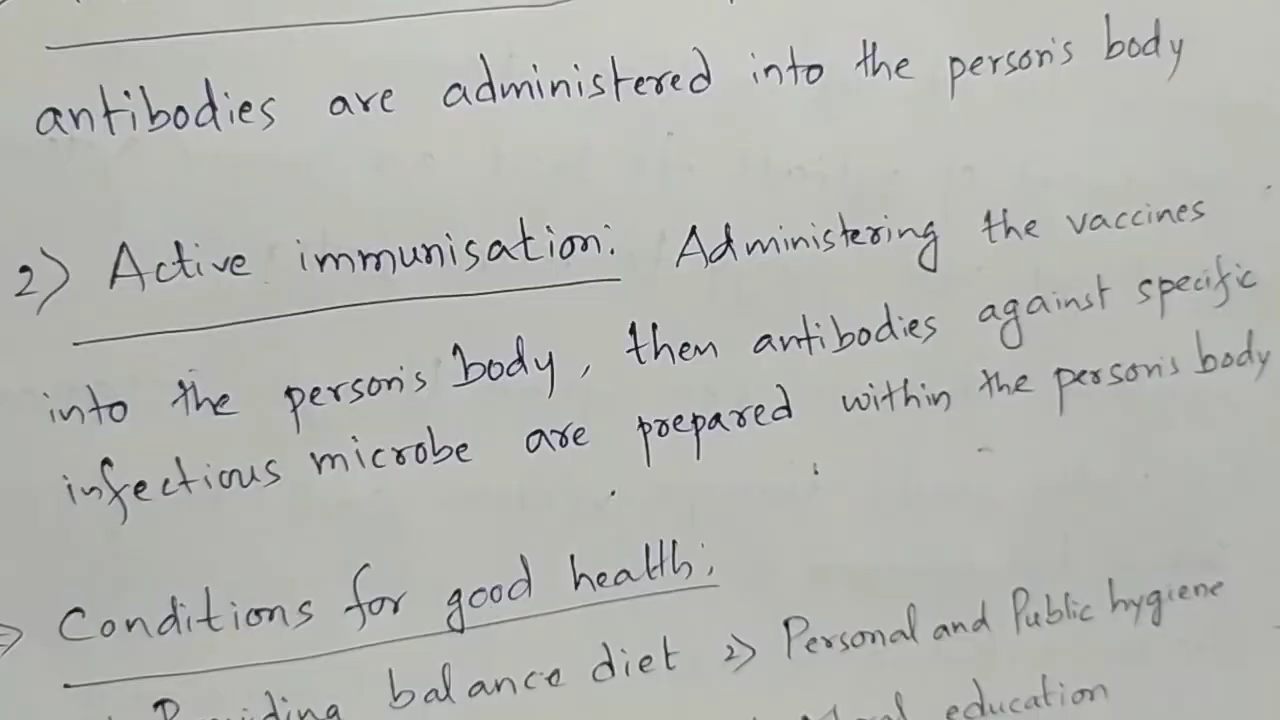 antibodies are administered into the person's body
2) Active immunisation: Administering the vaccines
into the person's body, then antibodies against specific
infectious microbe are prepared within the person's body
⇒ Conditions for good health:
balance diet 2) Personal and Public hygiene
education